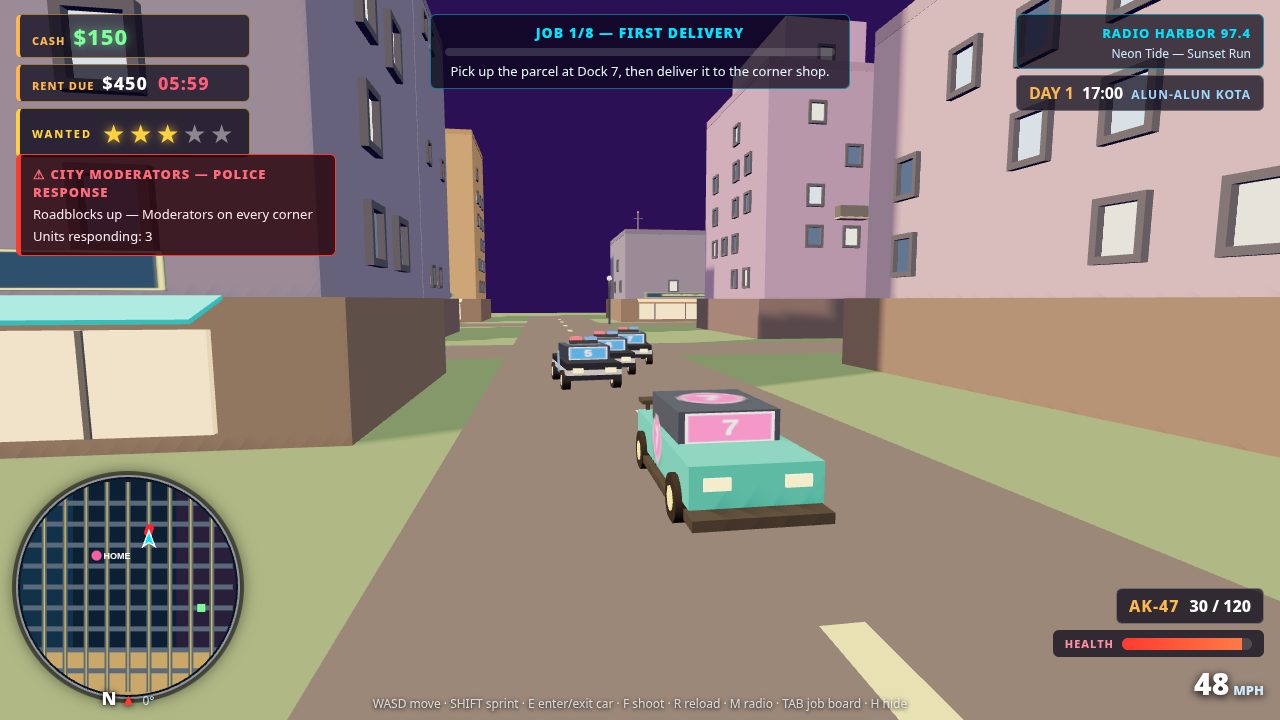 CASH $150
RENT DUE $450 05:59
WANTED
⚠ CITY MODERATORS — POLICE
RESPONSE
Roadblocks up — Moderators on every corner
Units responding: 3
JOB 1/8 — FIRST DELIVERY
Pick up the parcel at Dock 7, then deliver it to the corner shop.
RADIO HARBOR 97.4
Neon Tide — Sunset Run
DAY 1 17:00 ALUN-ALUN KOTA
5
7
HOME
N 0°
AK-47 30 / 120
HEALTH
48 MPH
WASD move · SHIFT sprint · E enter/exit car · F shoot · R reload · M radio · TAB job board · H hide